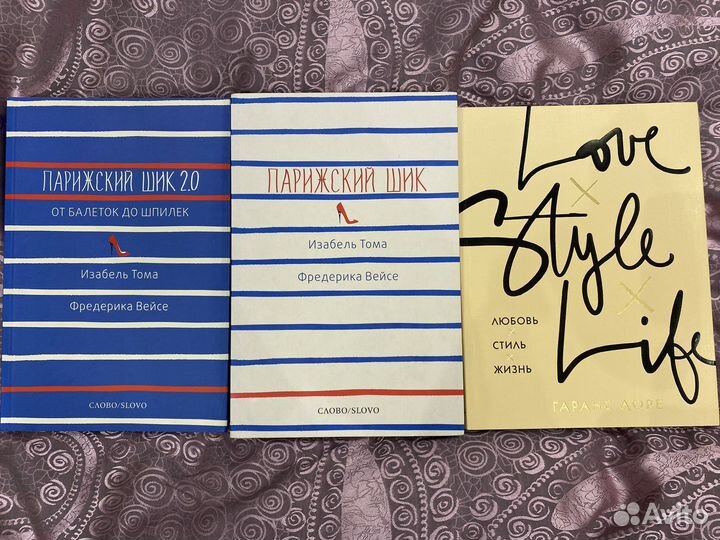 ПАРИЖСКИЙ ШИК 2.0
ОТ БАЛЕТОК ДО ШПИЛЕК
Изабель Тома
Фредерика Вейсе
СЛОВО/SLOVO
ПАРИЖСКИЙ ШИК
Изабель Тома
Фредерика Вейсе
СЛОВО/SLOVO
Love
×
Style
×
Life
ЛЮБОВЬ
×
СТИЛЬ
×
ЖИЗНЬ
ГАРАНС ДОРЕ
Avito